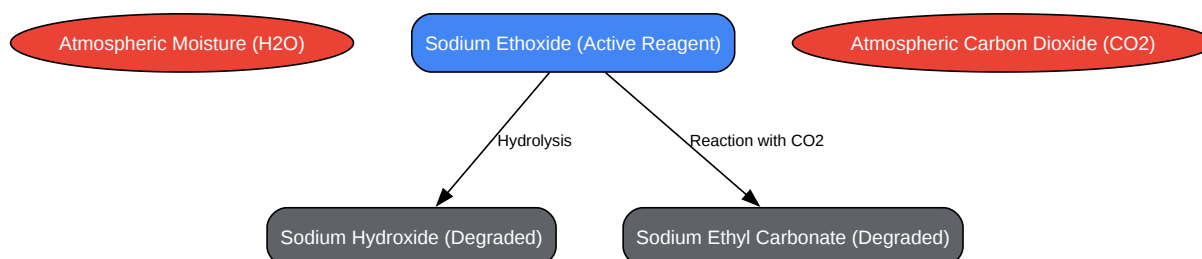 Atmospheric Moisture (H2O)
Sodium Ethoxide (Active Reagent)
Atmospheric Carbon Dioxide (CO2)
Hydrolysis
Reaction with CO2
Sodium Hydroxide (Degraded)
Sodium Ethyl Carbonate (Degraded)